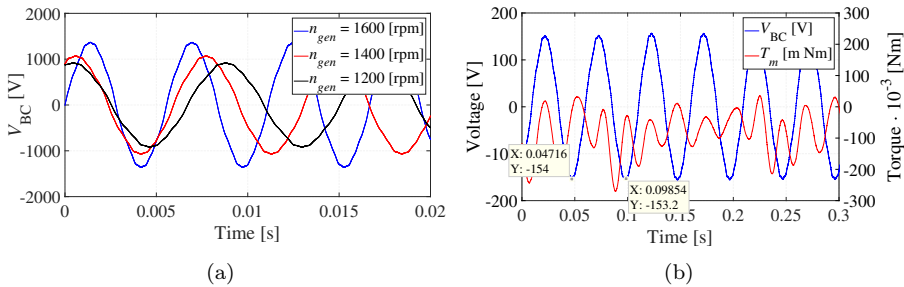 2000
1000
0
-1000
-2000
V_BC [V]
0
0.005
0.01
0.015
0.02
Time [s]
n_gen = 1600 [rpm]
n_gen = 1400 [rpm]
n_gen = 1200 [rpm]
(a)
200
100
0
-100
-200
Voltage [V]
0
0.05
0.1
0.15
0.2
0.25
0.3
Time [s]
300
200
100
0
-100
-200
-300
Torque · 10^-3 [Nm]
V_BC [V]
T_m [m Nm]
X: 0.04716
Y: -154
X: 0.09854
Y: -153.2
(b)